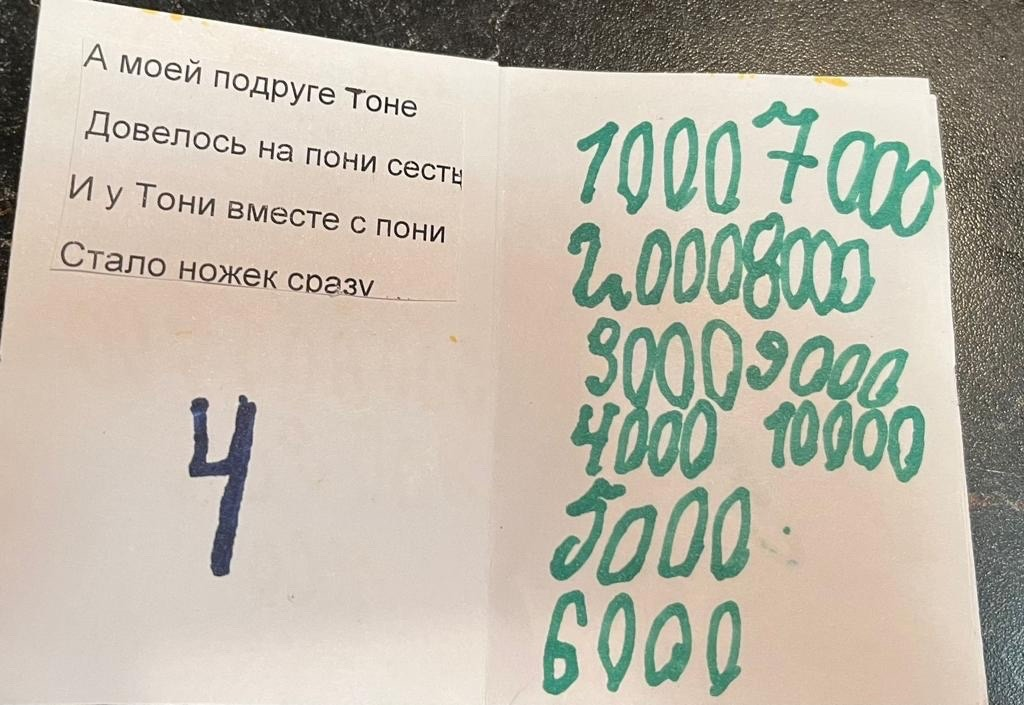 А моей подруге Тоне
Довелось на пони сесть
И у Тони вместе с пони
Стало ножек сразу ...
4
1000 7000
2000 8000
3000 9000
4000 10000
5000
6000